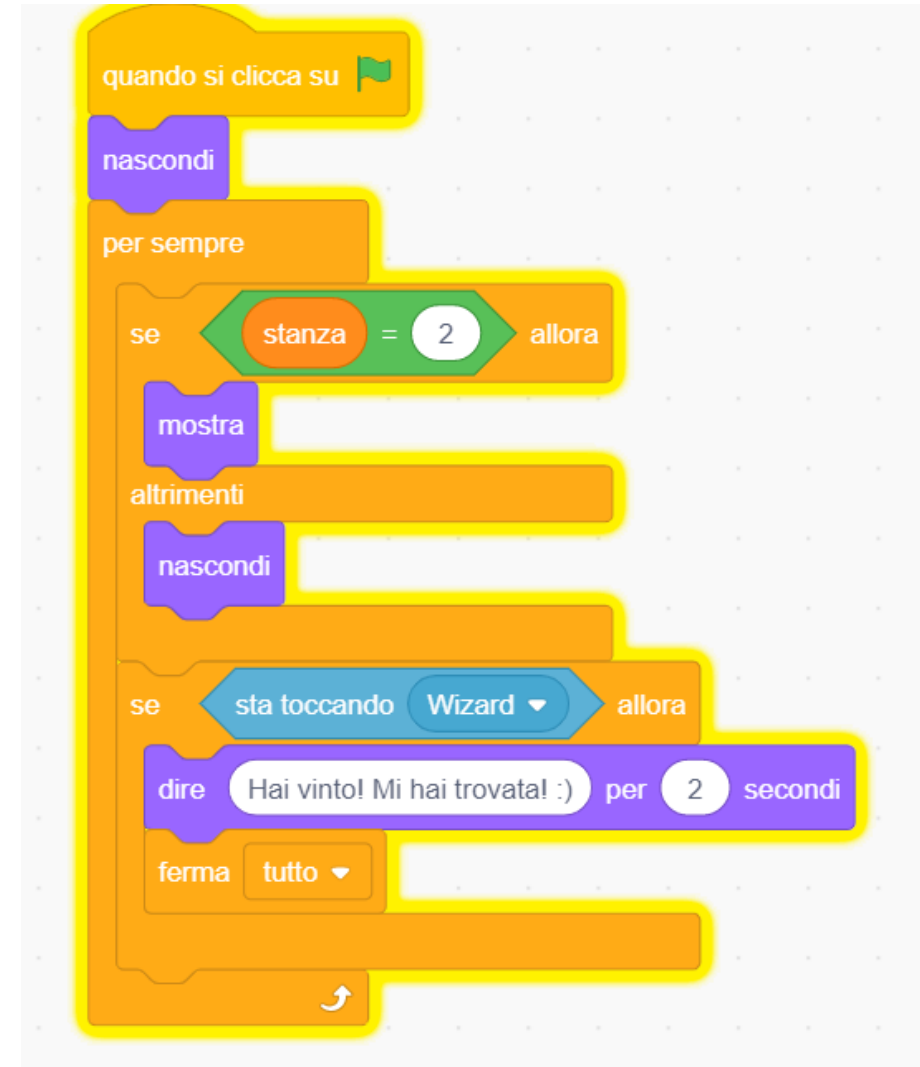 quando si clicca su
nascondi
per sempre
se stanza = 2 allora
mostra
altrimenti
nascondi
se sta toccando Wizard allora
dire Hai vinto! Mi hai trovata! :) per 2 secondi
ferma tutto